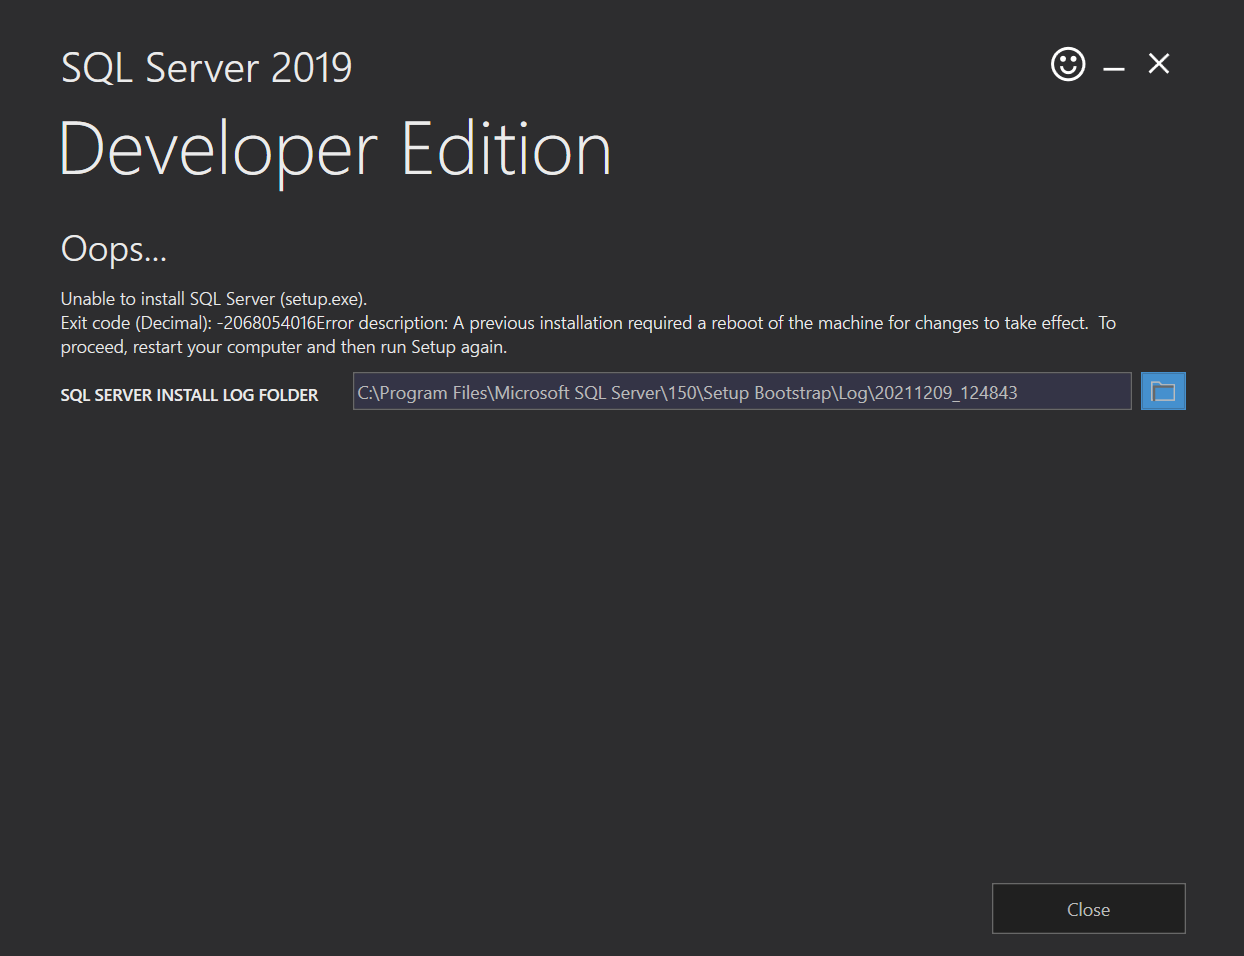 SQL Server 2019
Developer Edition
Oops...
Unable to install SQL Server (setup.exe).
Exit code (Decimal): -2068054016Error description: A previous installation required a reboot of the machine for changes to take effect.  To
proceed, restart your computer and then run Setup again.
SQL SERVER INSTALL LOG FOLDER
C:\Program Files\Microsoft SQL Server\150\Setup Bootstrap\Log\20211209_124843
Close